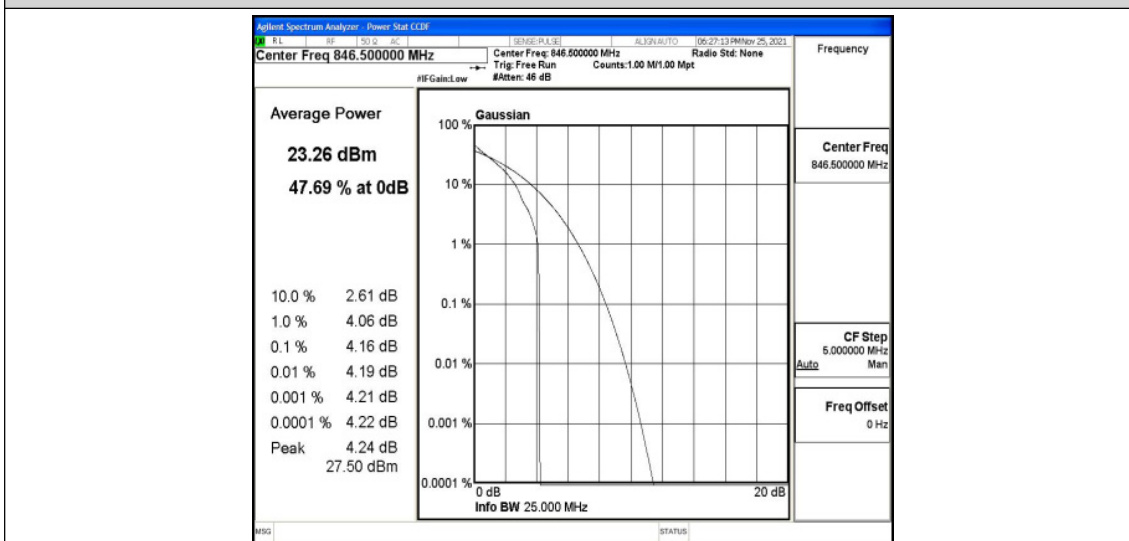 Agilent Spectrum Analyzer - Power Stat CCDF
RL RF 50 Ω AC SENSE:PULSE ALIGN AUTO 06:27:13 PM Nov 25, 2021
Center Freq 846.500000 MHz
Center Freq: 846.500000 MHz Radio Std: None
Trig: Free Run Counts:1.00 M/1.00 Mpt
#IFGain:Low #Atten: 46 dB
Frequency
Average Power
23.26 dBm
47.69 % at 0dB
10.0 % 2.61 dB
1.0 % 4.06 dB
0.1 % 4.16 dB
0.01 % 4.19 dB
0.001 % 4.21 dB
0.0001 % 4.22 dB
Peak 4.24 dB
27.50 dBm
Gaussian
100 %
10 %
1 %
0.1 %
0.01 %
0.001 %
0.0001 %
0 dB 20 dB
Info BW 25.000 MHz
Center Freq
846.500000 MHz
CF Step
5.000000 MHz
Auto Man
Freq Offset
0 Hz
MSG STATUS